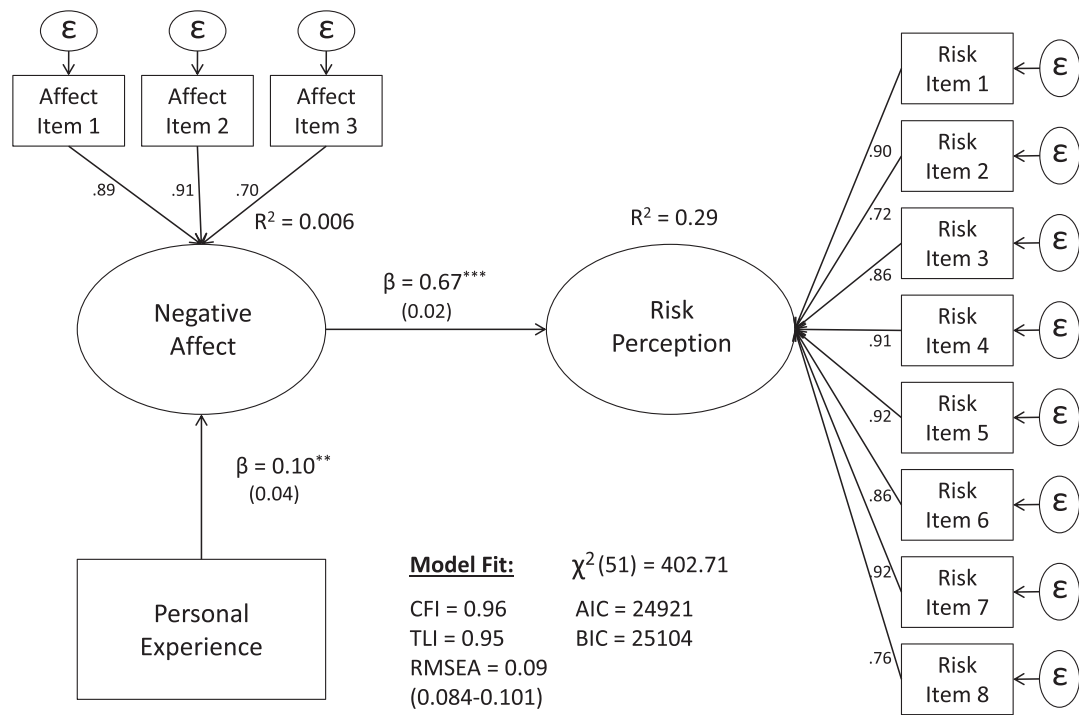 ε
ε
ε
Affect
Item 1
Affect
Item 2
Affect
Item 3
.89
.91
.70
R² = 0.006
Negative
Affect
β = 0.67***
(0.02)
R² = 0.29
Risk
Perception
β = 0.10**
(0.04)
Personal
Experience
Model Fit:
χ²(51) = 402.71
CFI = 0.96
AIC = 24921
TLI = 0.95
BIC = 25104
RMSEA = 0.09
(0.084-0.101)
.90
.72
.86
.91
.92
.86
.92
.76
Risk
Item 1
ε
Risk
Item 2
ε
Risk
Item 3
ε
Risk
Item 4
ε
Risk
Item 5
ε
Risk
Item 6
ε
Risk
Item 7
ε
Risk
Item 8
ε